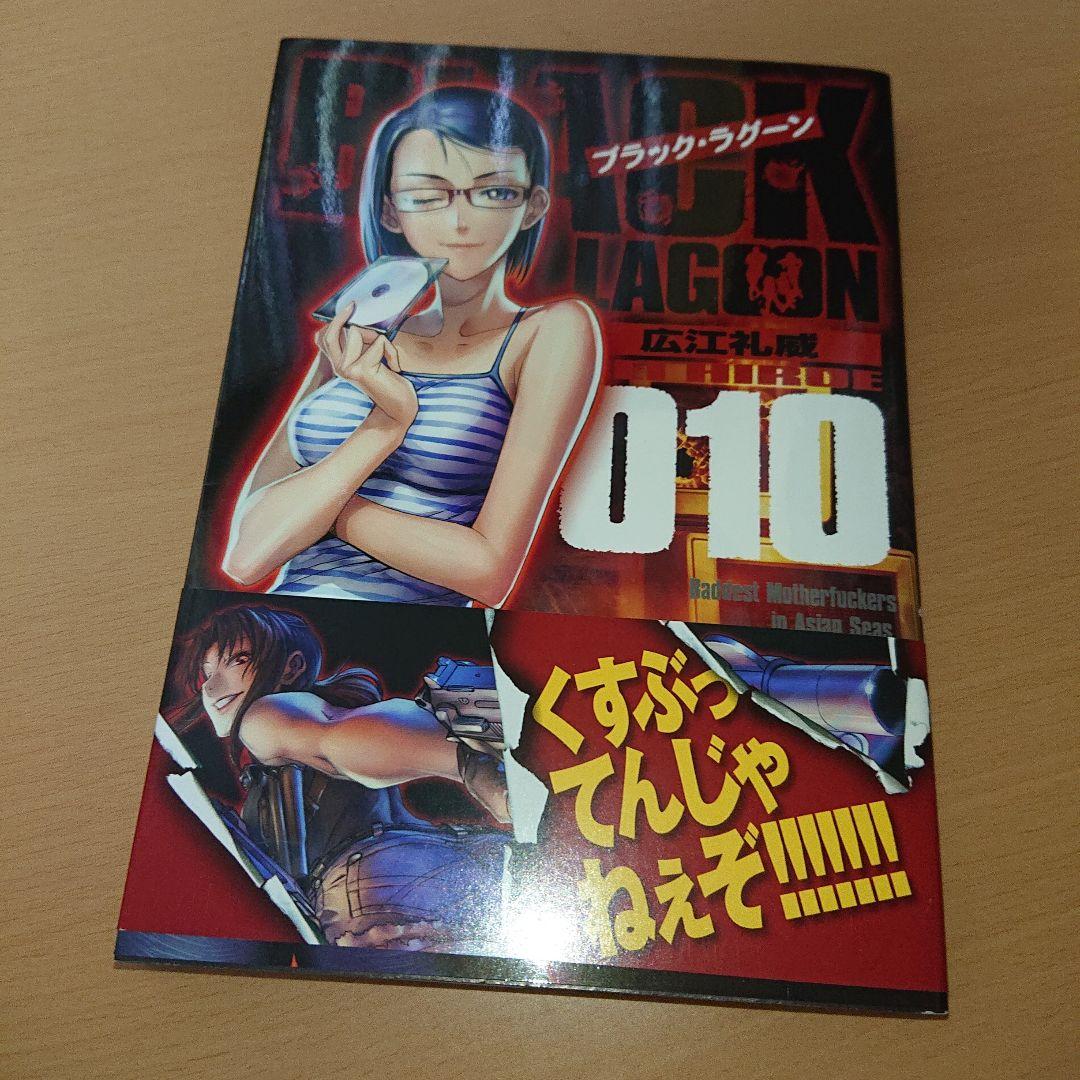 BLACK
ブラック・ラグーン
LAGOON
広江礼威
010
Baddest Motherfuckers
in Asian Seas
くすぶっ
てんじゃ
ねぇぞ!!!!!!!